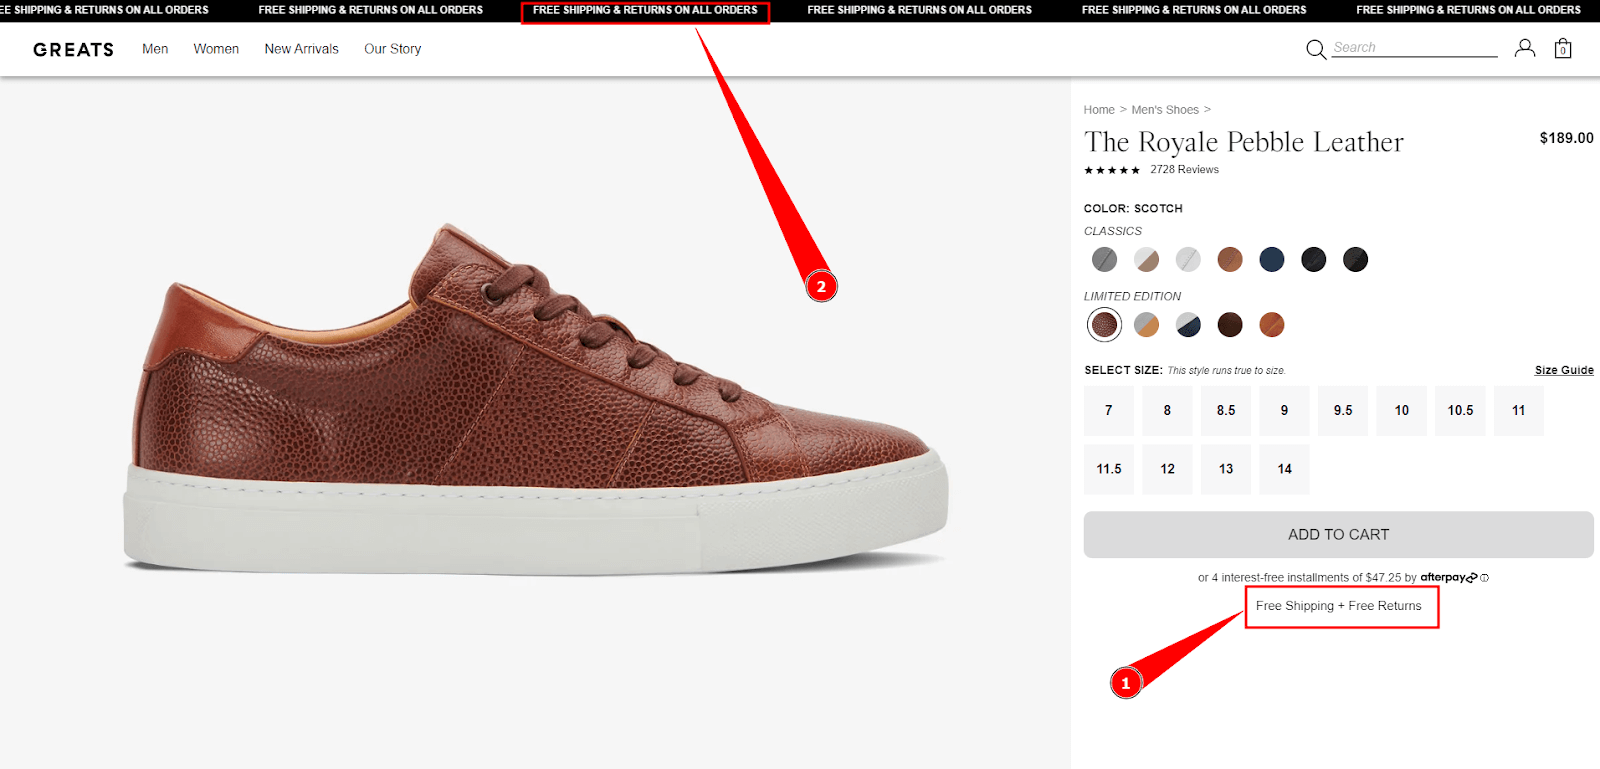 EE SHIPPING & RETURNS ON ALL ORDERS FREE SHIPPING & RETURNS ON ALL ORDERS FREE SHIPPING & RETURNS ON ALL ORDERS FREE SHIPPING & RETURNS ON ALL ORDERS FREE SHIPPING & RETURNS ON ALL ORDERS FREE SHIPPING & RETURNS ON ALL ORDERS
GREATS Men Women New Arrivals Our Story Search 0
Home > Men's Shoes >
The Royale Pebble Leather $189.00
★★★★★ 2728 Reviews
COLOR: SCOTCH
CLASSICS
LIMITED EDITION
SELECT SIZE: This style runs true to size. Size Guide
7 8 8.5 9 9.5 10 10.5 11
11.5 12 13 14
ADD TO CART
or 4 interest-free installments of $47.25 by afterpay ⓘ
Free Shipping + Free Returns
1
2